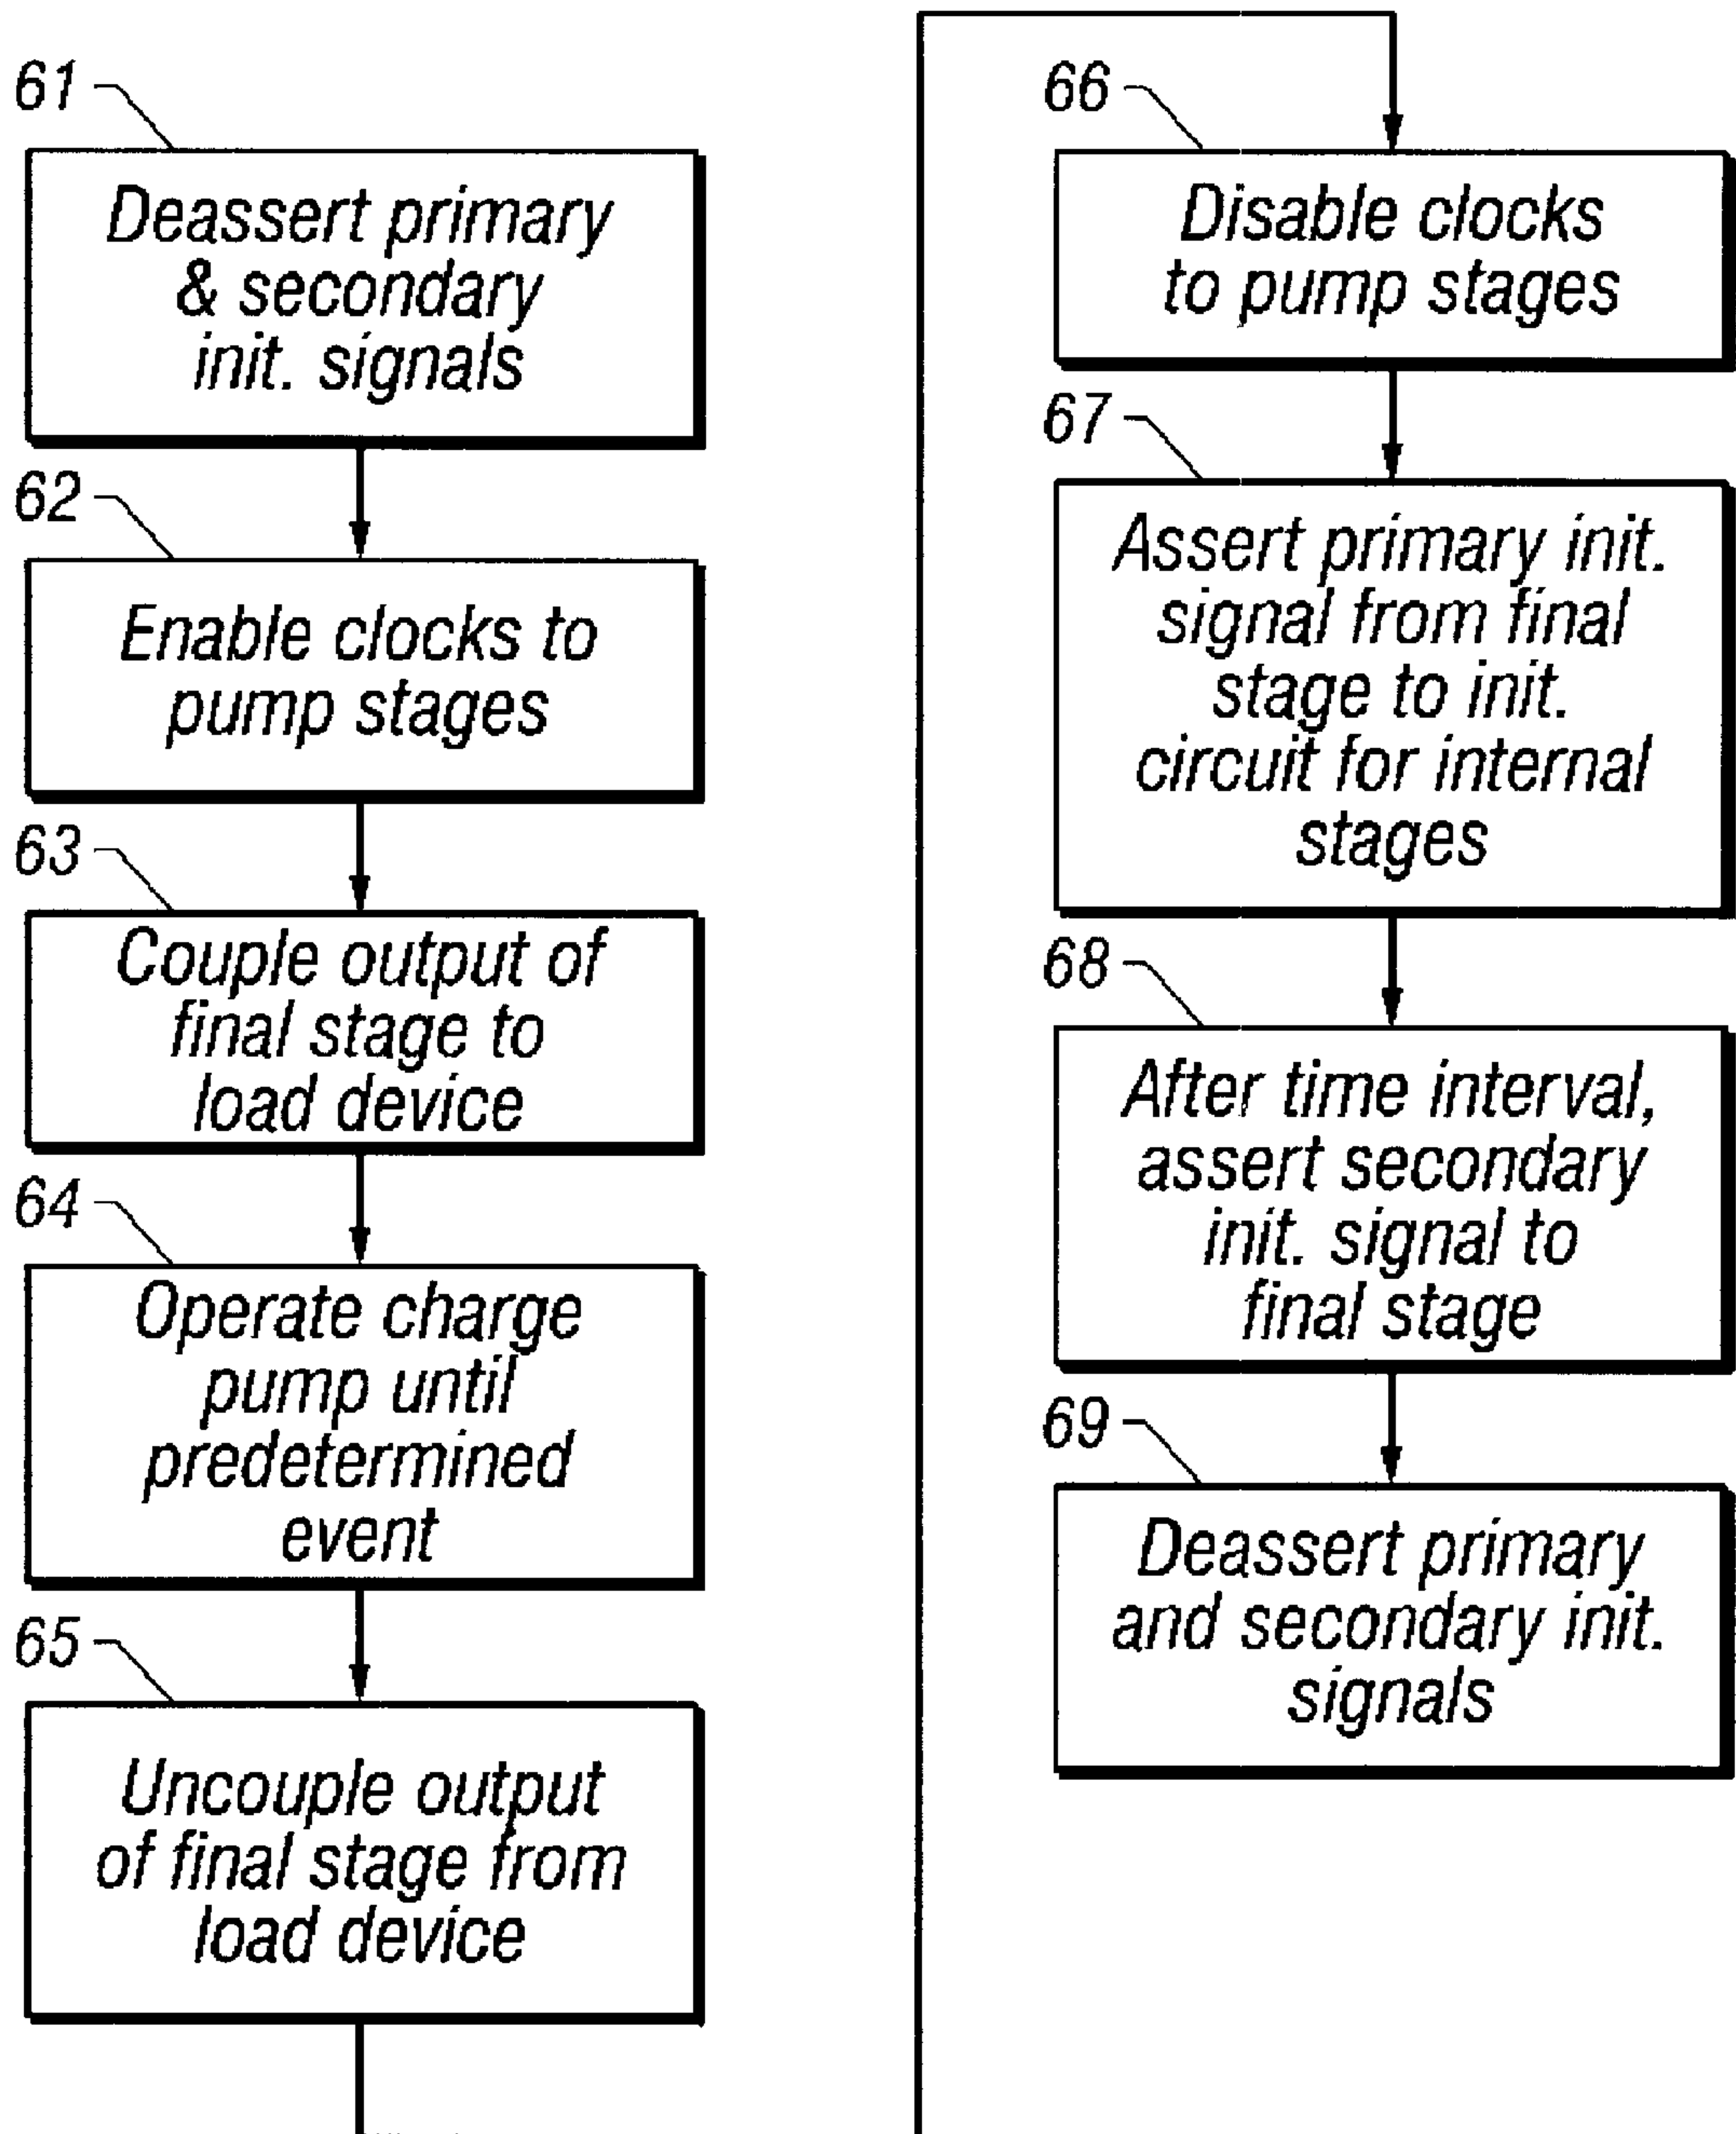 61
Deassert primary
& secondary
init. signals
62
Enable clocks to
pump stages
63
Couple output of
final stage to
load device
64
Operate charge
pump until
predetermined
event
65
Uncouple output
of final stage from
load device
66
Disable clocks
to pump stages
67
Assert primary init.
signal from final
stage to init.
circuit for internal
stages
68
After time interval,
assert secondary
init. signal to
final stage
69
Deassert primary
and secondary init.
signals